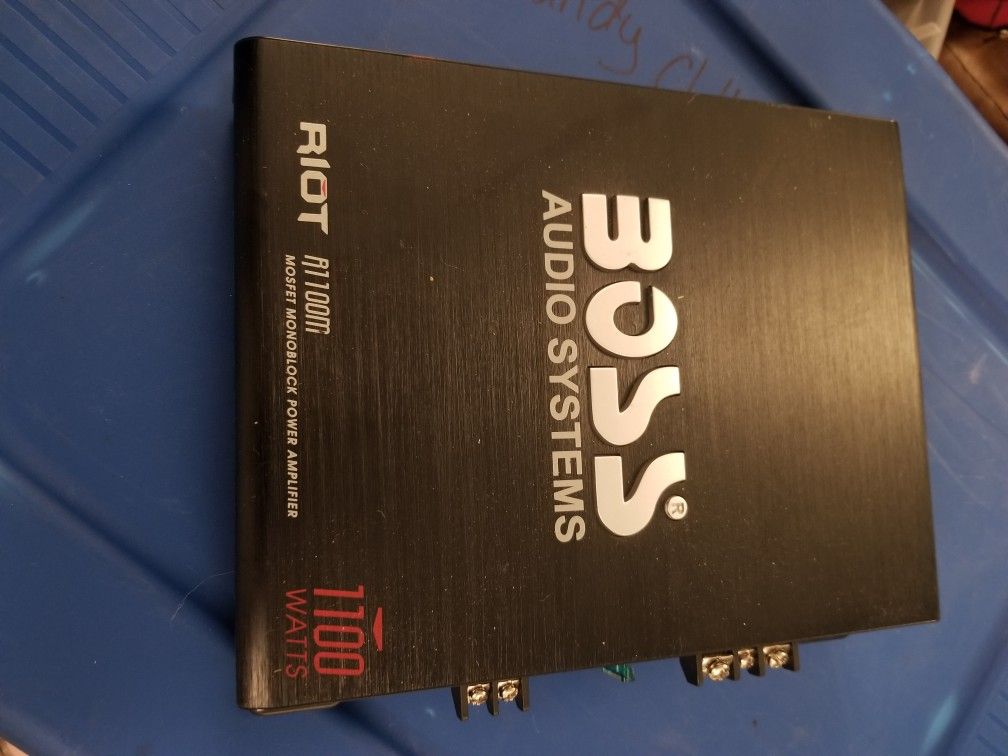 BOSS®
AUDIO SYSTEMS
RIOT R1100M
MOSFET MONOBLOCK POWER AMPLIFIER
1100
WATTS